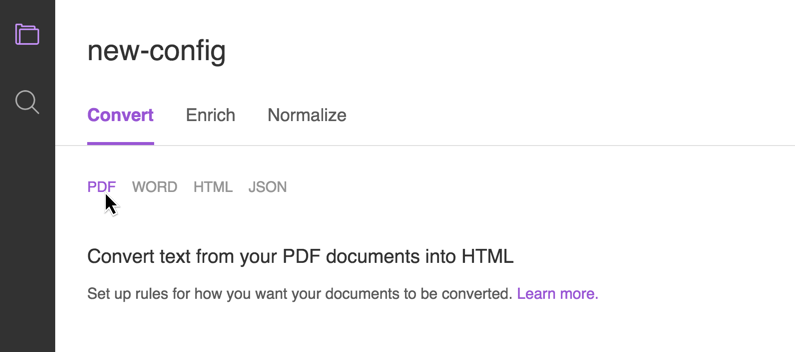 new-config
Convert Enrich Normalize
PDF WORD HTML JSON
Convert text from your PDF documents into HTML
Set up rules for how you want your documents to be converted. Learn more.